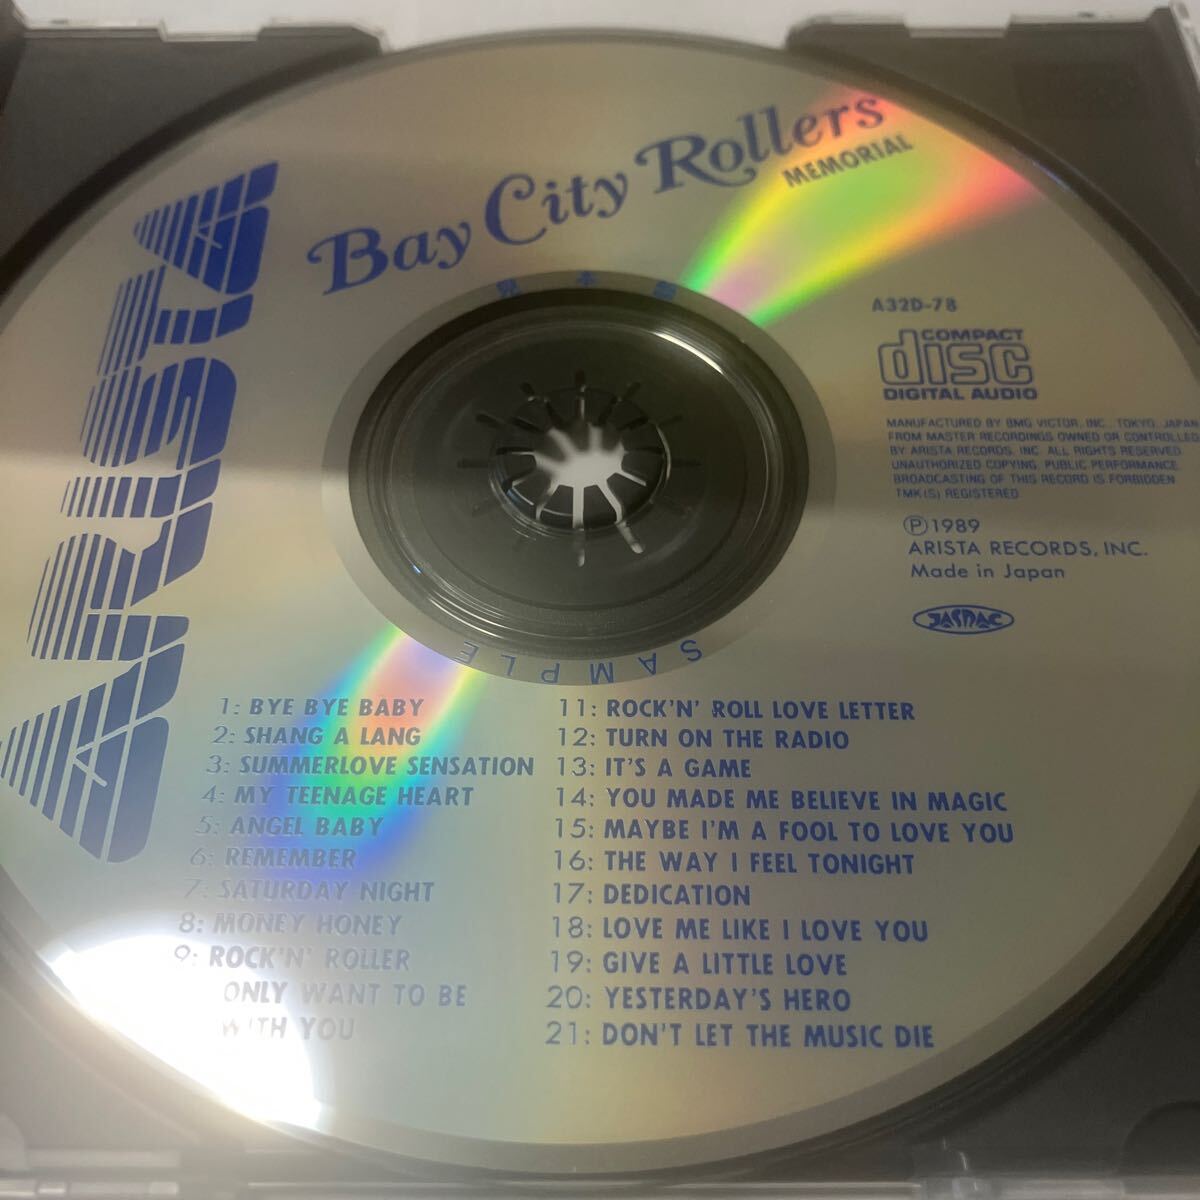 Bay City Rollers
MEMORIAL
ARISTA
見本盤
A32D-78
COMPACT
disc
DIGITAL AUDIO
MANUFACTURED BY BMG VICTOR, INC., TOKYO, JAPAN
FROM MASTER RECORDINGS OWNED OR CONTROLLED
BY ARISTA RECORDS, INC. ALL RIGHTS RESERVED.
UNAUTHORIZED COPYING, PUBLIC PERFORMANCE,
BROADCASTING OF THIS RECORD IS FORBIDDEN
TMK(S) REGISTERED
Ⓟ1989
ARISTA RECORDS, INC.
Made in Japan
JASRAC
SAMPLE
1: BYE BYE BABY
2: SHANG A LANG
3: SUMMERLOVE SENSATION
4: MY TEENAGE HEART
5: ANGEL BABY
6: REMEMBER
7: SATURDAY NIGHT
8: MONEY HONEY
9: ROCK'N' ROLLER
ONLY WANT TO BE
WITH YOU
11: ROCK'N' ROLL LOVE LETTER
12: TURN ON THE RADIO
13: IT'S A GAME
14: YOU MADE ME BELIEVE IN MAGIC
15: MAYBE I'M A FOOL TO LOVE YOU
16: THE WAY I FEEL TONIGHT
17: DEDICATION
18: LOVE ME LIKE I LOVE YOU
19: GIVE A LITTLE LOVE
20: YESTERDAY'S HERO
21: DON'T LET THE MUSIC DIE